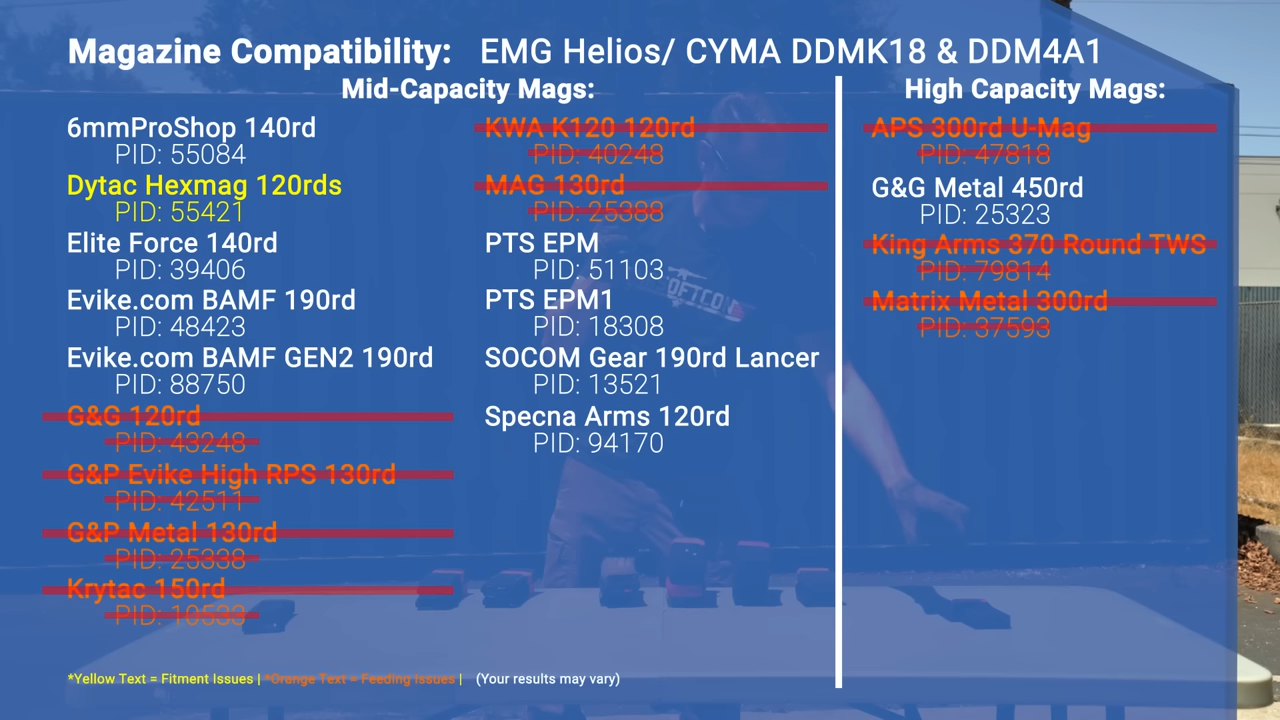 Magazine Compatibility: EMG Helios/ CYMA DDMK18 & DDM4A1
Mid-Capacity Mags:
6mmProShop 140rd
PID: 55084
Dytac Hexmag 120rds
PID: 55421
Elite Force 140rd
PID: 39406
Evike.com BAMF 190rd
PID: 48423
Evike.com BAMF GEN2 190rd
PID: 88750
G&G 120rd
PID: 43248
G&P Evike High RPS 130rd
PID: 42511
G&P Metal 130rd
PID: 25338
Krytac 150rd
PID: 10533
KWA K120 120rd
PID: 40248
MAG 130rd
PID: 25388
PTS EPM
PID: 51103
PTS EPM1
PID: 18308
SOCOM Gear 190rd Lancer
PID: 13521
Specna Arms 120rd
PID: 94170
High Capacity Mags:
APS 300rd U-Mag
PID: 47818
G&G Metal 450rd
PID: 25323
King Arms 370 Round TWS
PID: 79814
Matrix Metal 300rd
PID: 37593
*Yellow Text = Fitment Issues | *Orange Text = Feeding Issues | (Your results may vary)